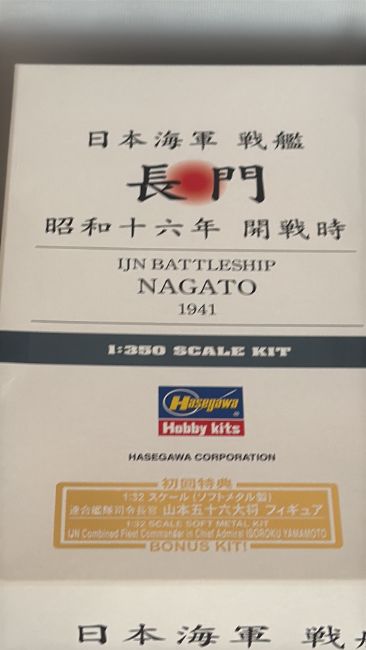 日本海軍 戦艦
長門
昭和十六年 開戦時
IJN BATTLESHIP
NAGATO
1941
1:350 SCALE KIT
Hasegawa
Hobby kits
HASEGAWA CORPORATION
初回特典
1:32 スケール (ソフトメタル製)
連合艦隊司令長官 山本五十六大将 フィギュア
1:32 SCALE SOFT METAL KIT
IJN Combined Fleet Commander in Chief Admiral ISOROKU YAMAMOTO
BONUS KIT!
日本海軍 戦